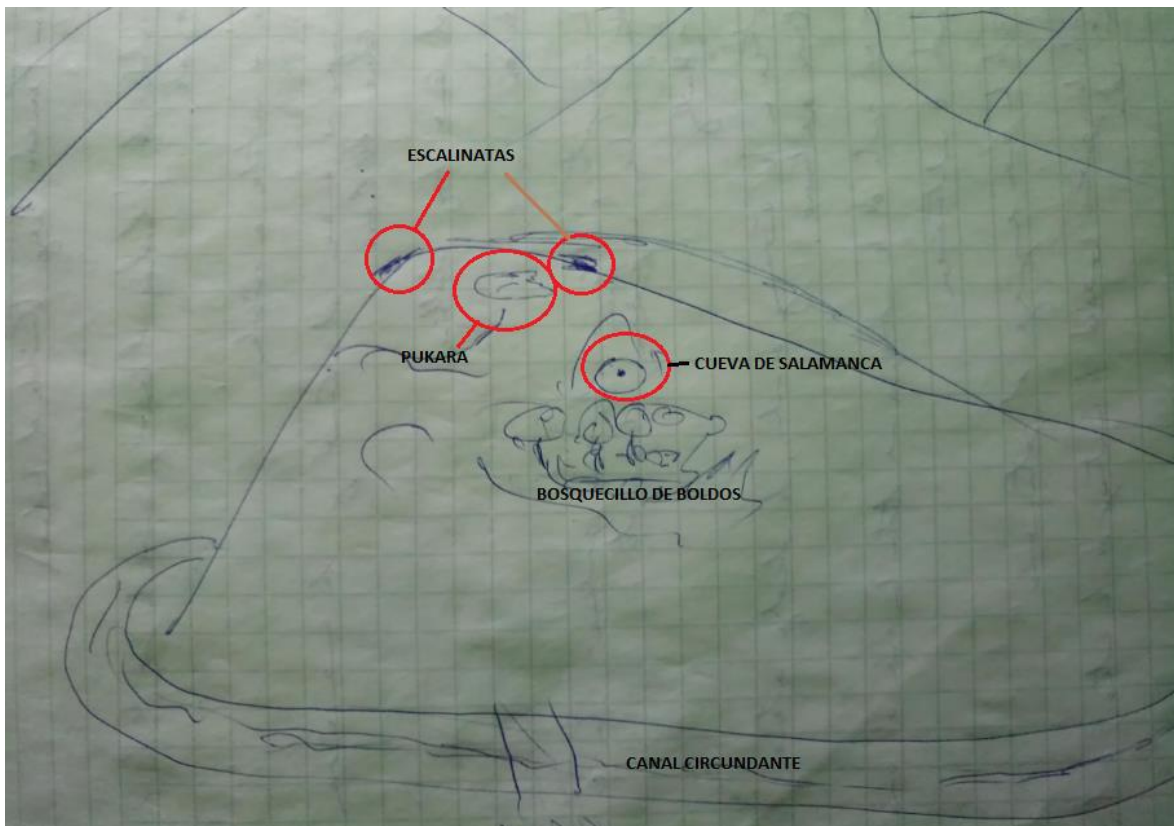 ESCALINATAS
PUKARA
CUEVA DE SALAMANCA
BOSQUECILLO DE BOLDOS
CANAL CIRCUNDANTE